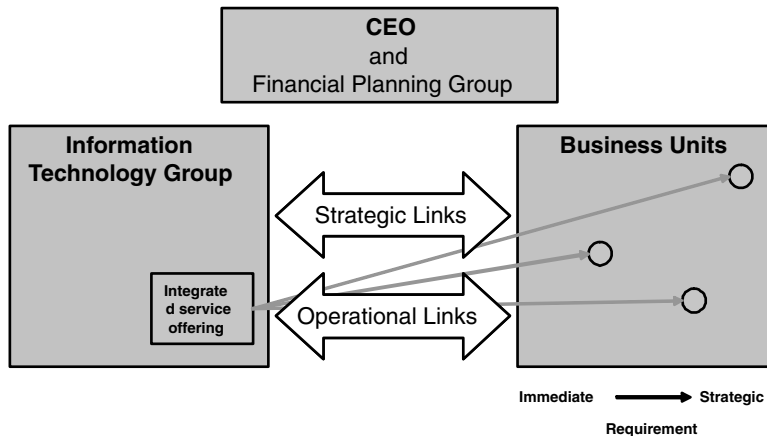 CEO
and
Financial Planning Group
Information
Technology Group
Business Units
Strategic Links
Integrate
d service
offering
Operational Links
Immediate Strategic
Requirement